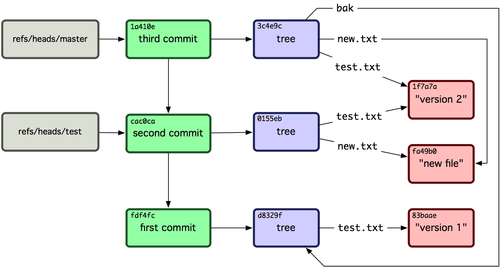 bak
1a410e
3c4e9c
refs/heads/master
third commit
tree
new.txt
test.txt
1f7a7a
"version 2"
cac0ca
0155eb
test.txt
refs/heads/test
second commit
tree
new.txt
fa49b0
"new file"
fdf4fc
d8329f
83baae
first commit
tree
test.txt
"version 1"